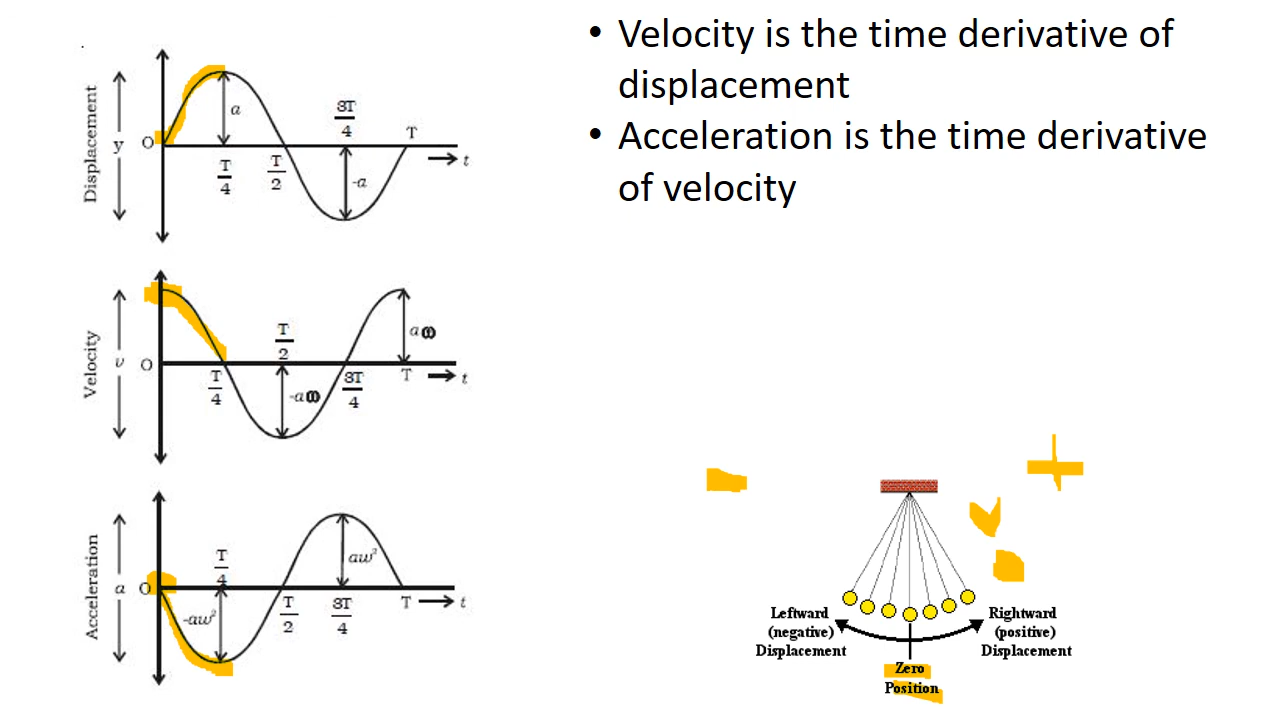 • Velocity is the time derivative of
displacement
• Acceleration is the time derivative
of velocity
Displacement
y
O
a
T/4
T/2
3T/4
-a
T
t
Velocity
v
O
T/4
T/2
-aω
3T/4
T
aω
t
Acceleration
a
O
T/4
-aw²
T/2
3T/4
aw²
T
t
Leftward
(negative)
Displacement
Rightward
(positive)
Displacement
Zero
Position